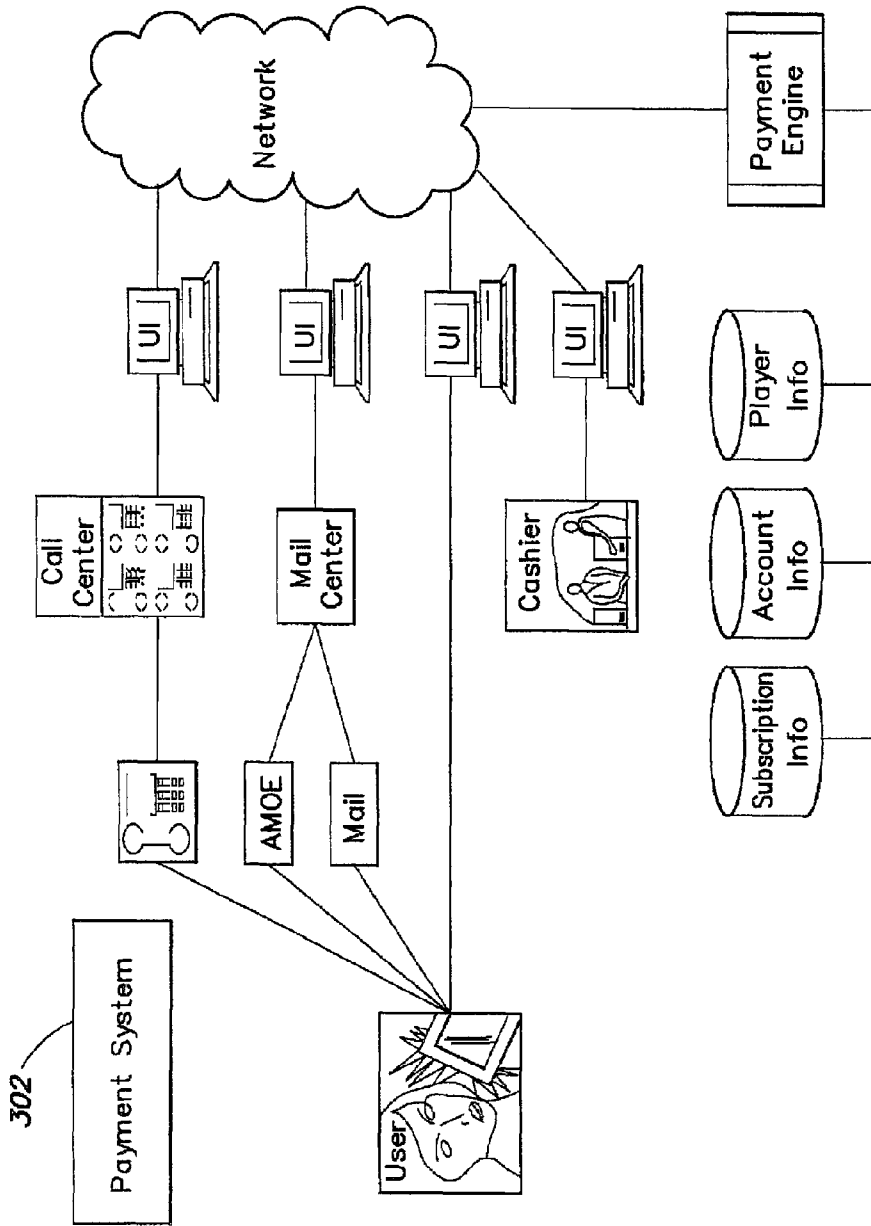 302
Payment System
User
AMOE
Mail
Call
Center
Mail
Center
Cashier
UI
UI
UI
UI
Network
Subscription
Info
Account
Info
Player
Info
Payment
Engine